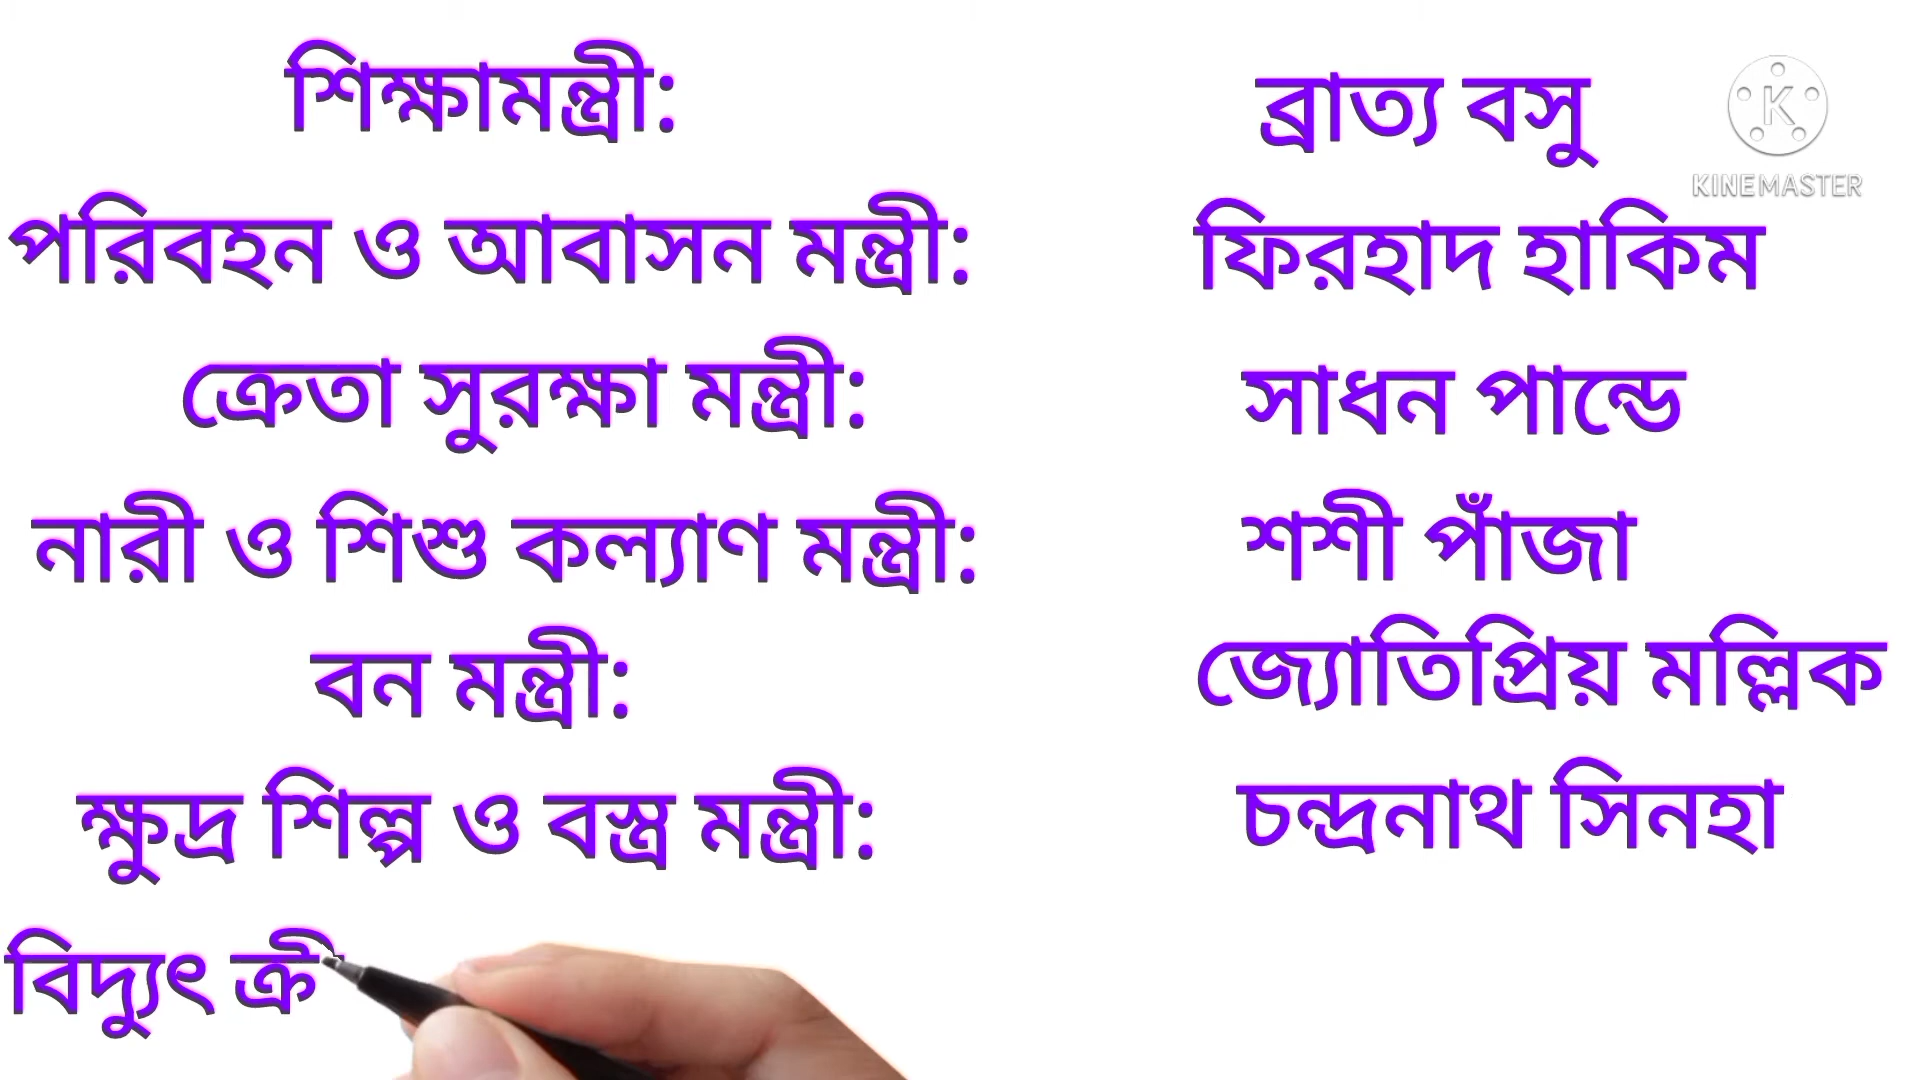 শিক্ষামন্ত্রী: ব্রাত্য বসু
KINEMASTER
পরিবহন ও আবাসন মন্ত্রী: ফিরহাদ হাকিম
ক্রেতা সুরক্ষা মন্ত্রী: সাধন পান্ডে
নারী ও শিশু কল্যাণ মন্ত্রী: শশী পাঁজা
বন মন্ত্রী: জ্যোতিপ্রিয় মল্লিক
ক্ষুদ্র শিল্প ও বস্ত্র মন্ত্রী: চন্দ্রনাথ সিনহা
বিদ্যুৎ